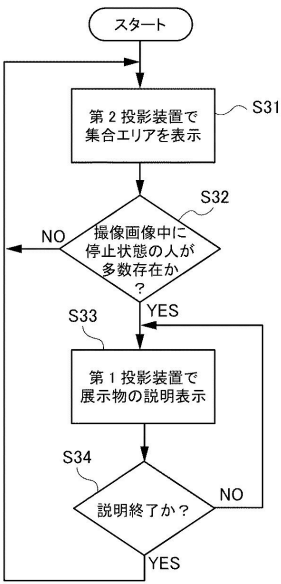 スタート
第2投影装置で
集合エリアを表示
S31
S32
撮像画像中に
停止状態の人が
多数存在か
?
NO
YES
S33
第1投影装置で
展示物の説明表示
S34
説明終了か?
NO
YES